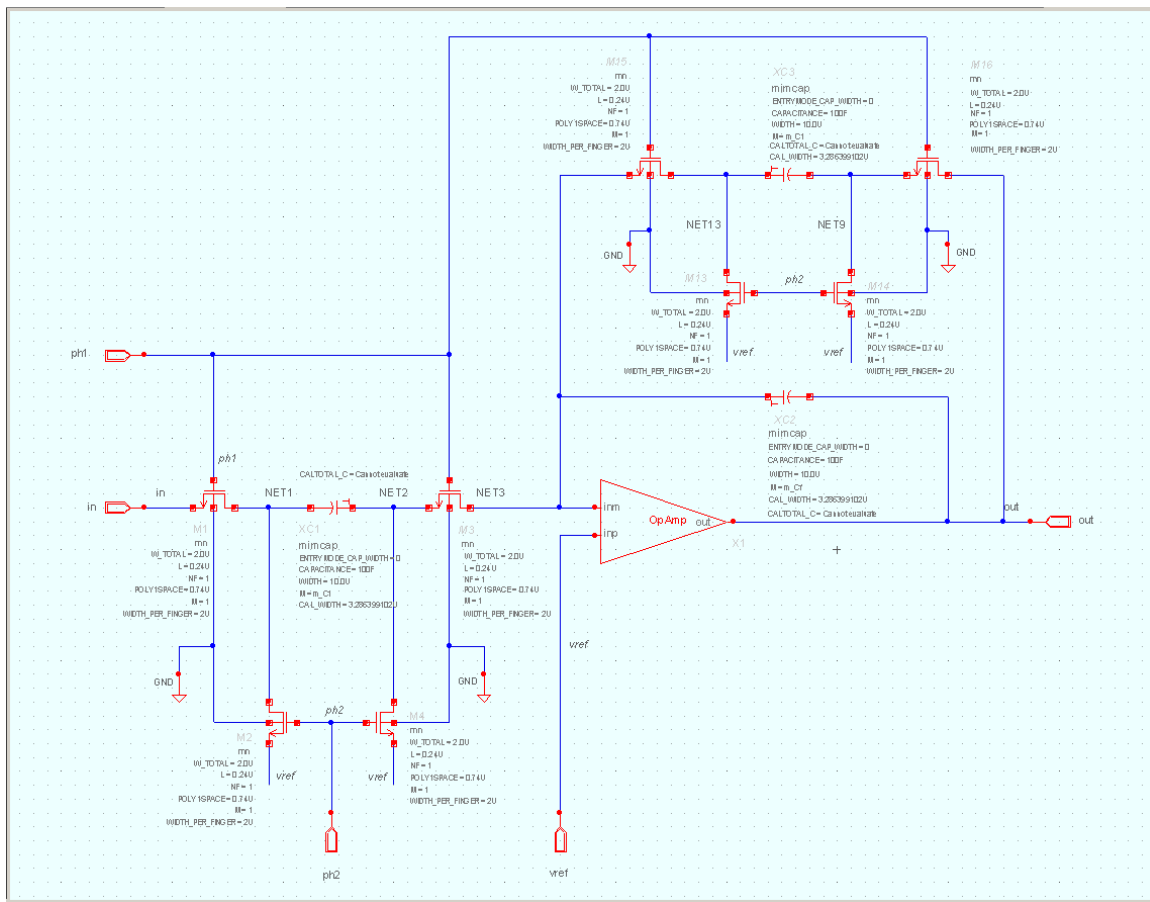 M35
mn
W_TOTAL = 2.0U
L = 0.24U
NF = 1
POLY1SPACE = 0.74U
M = 1
WIDTH_PER_FINGER = 2U
XC3
mimcap
ENTRYMODE_CAP_WIDTH = 0
CAPACITANCE = 100F
WIDTH = 10.0U
M = m_C1
CALTOTAL_C = Cannotevaluate
CAL_WIDTH = 3.286399102U
M16
mn
W_TOTAL = 2.0U
L = 0.24U
NF = 1
POLY1SPACE = 0.74U
M = 1
WIDTH_PER_FINGER = 2U
NET13
NET9
GND
GND
M13
ph2
M14
mn
W_TOTAL = 2.0U
L = 0.24U
NF = 1
POLY1SPACE = 0.74U
M = 1
WIDTH_PER_FINGER = 2U
mn
W_TOTAL = 2.0U
L = 0.24U
NF = 1
POLY1SPACE = 0.74U
M = 1
WIDTH_PER_FINGER = 2U
vref
vref
ph1
XC2
mimcap
ENTRYMODE_CAP_WIDTH = 0
CAPACITANCE = 100F
WIDTH = 10.0U
M = m_Cf
CAL_WIDTH = 3.286399102U
CALTOTAL_C = Cannotevaluate
ph1
CALTOTAL_C = Cannotevaluate
in
in
NET1
NET2
NET3
M1
mn
W_TOTAL = 2.0U
L = 0.24U
NF = 1
POLY1SPACE = 0.74U
M = 1
WIDTH_PER_FINGER = 2U
XC1
mimcap
ENTRYMODE_CAP_WIDTH = 0
CAPACITANCE = 100F
WIDTH = 10.0U
M = m_C1
CAL_WIDTH = 3.286399102U
M3
mn
W_TOTAL = 2.0U
L = 0.24U
NF = 1
POLY1SPACE = 0.74U
M = 1
WIDTH_PER_FINGER = 2U
inm
inp
OpAmp
out
X1
out
out
vref
GND
GND
M2
ph2
M4
mn
W_TOTAL = 2.0U
L = 0.24U
NF = 1
POLY1SPACE = 0.74U
M = 1
WIDTH_PER_FINGER = 2U
mn
W_TOTAL = 2.0U
L = 0.24U
NF = 1
POLY1SPACE = 0.74U
M = 1
WIDTH_PER_FINGER = 2U
vref
vref
ph2
vref